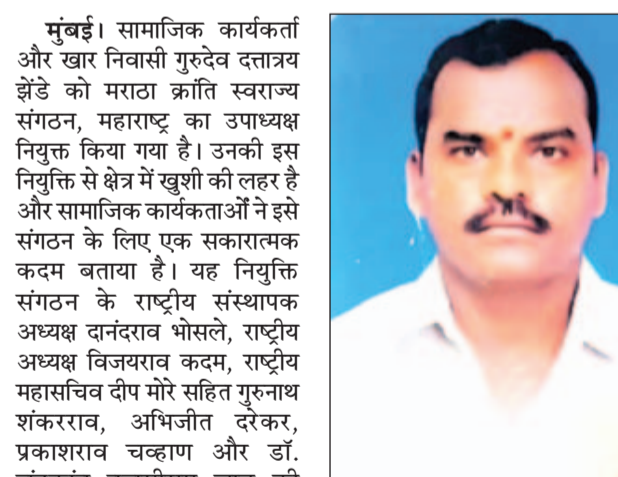 मुंबई। सामाजिक कार्यकर्ता
और खार निवासी गुरुदेव दत्तात्रय
झेंडे को मराठा क्रांति स्वराज्य
संगठन, महाराष्ट्र का उपाध्यक्ष
नियुक्त किया गया है। उनकी इस
नियुक्ति से क्षेत्र में खुशी की लहर है
और सामाजिक कार्यकताओं ने इसे
संगठन के लिए एक सकारात्मक
कदम बताया है। यह नियुक्ति
संगठन के राष्ट्रीय संस्थापक
अध्यक्ष दानंदराव भोसले, राष्ट्रीय
अध्यक्ष विजयराव कदम, राष्ट्रीय
महासचिव दीप मोरे सहित गुरुनाथ
शंकरराव, अभिजीत दरेकर,
प्रकाशराव चव्हाण और डॉ.